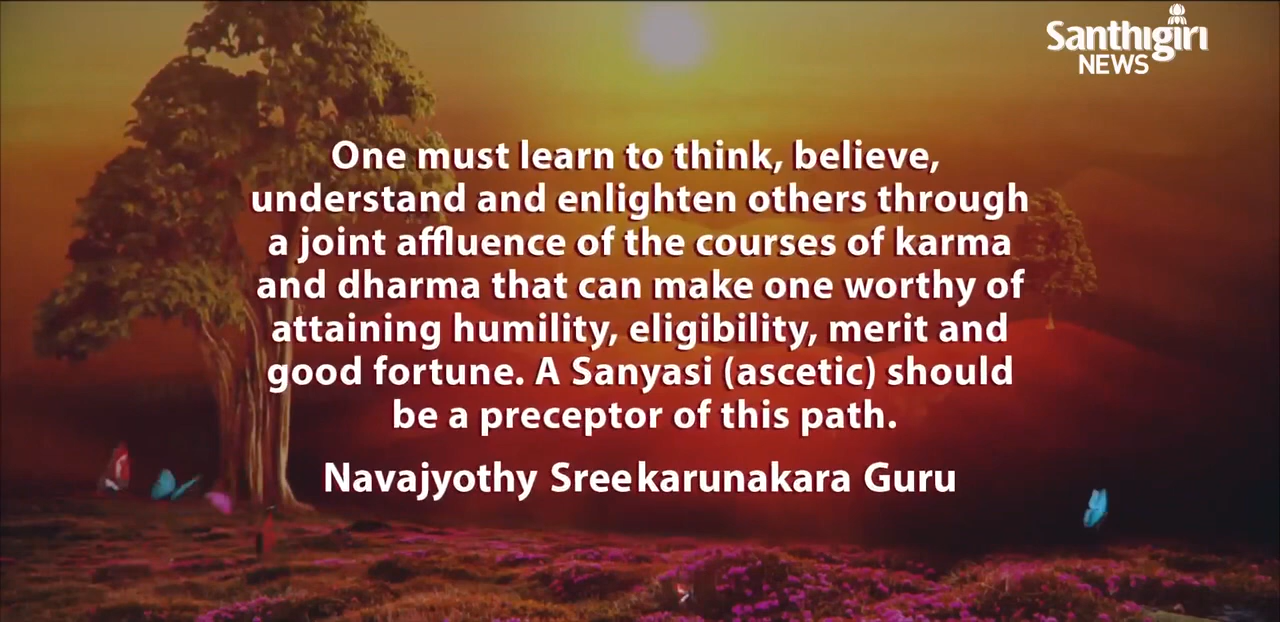 Santhigiri
NEWS
One must learn to think, believe,
understand and enlighten others through
a joint affluence of the courses of karma
and dharma that can make one worthy of
attaining humility, eligibility, merit and
good fortune. A Sanyasi (ascetic) should
be a preceptor of this path.
Navajyothy Sreekarunakara Guru